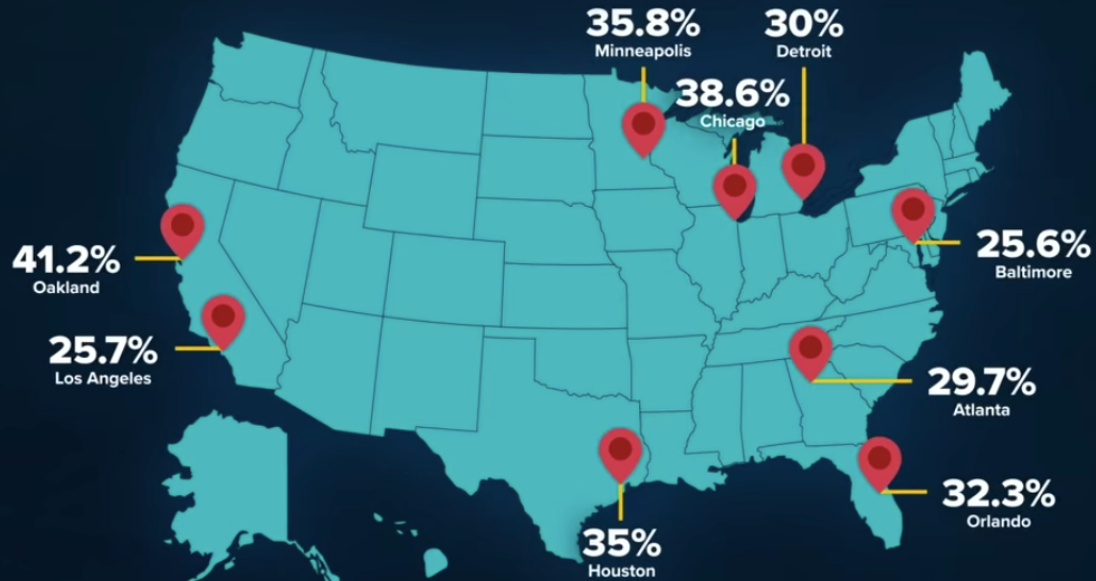 35.8%
Minneapolis
30%
Detroit
38.6%
Chicago
41.2%
Oakland
25.6%
Baltimore
25.7%
Los Angeles
29.7%
Atlanta
32.3%
Orlando
35%
Houston